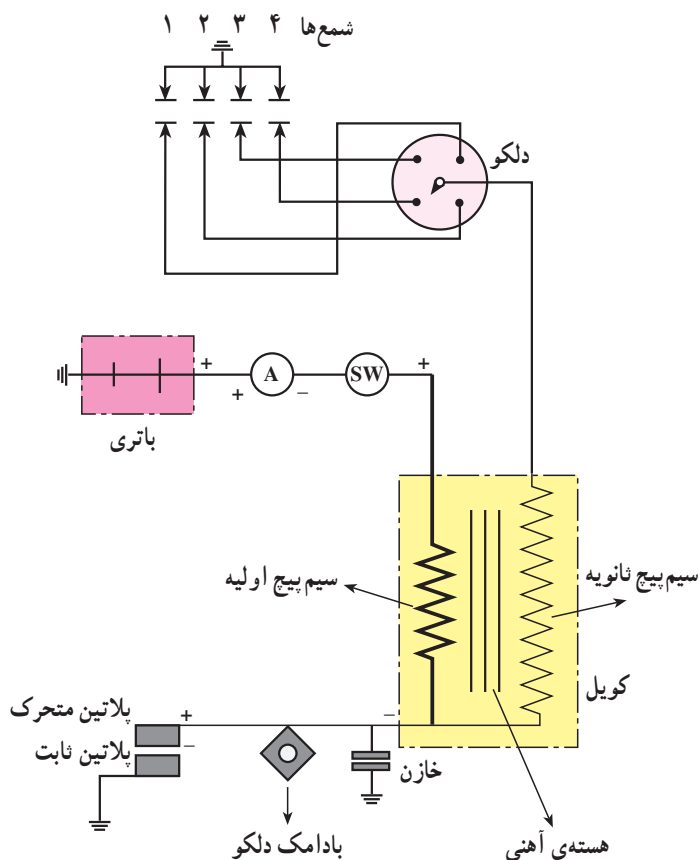 شمع‌ها ۴ ۳ ۲ ۱
دلکو
+ + A − SW +
باتری
سیم‌پیچ اولیه
سیم‌پیچ ثانویه
کویل
پلاتین متحرک + −
پلاتین ثابت −
خازن
بادامک دلکو
هسته‌ی آهنی